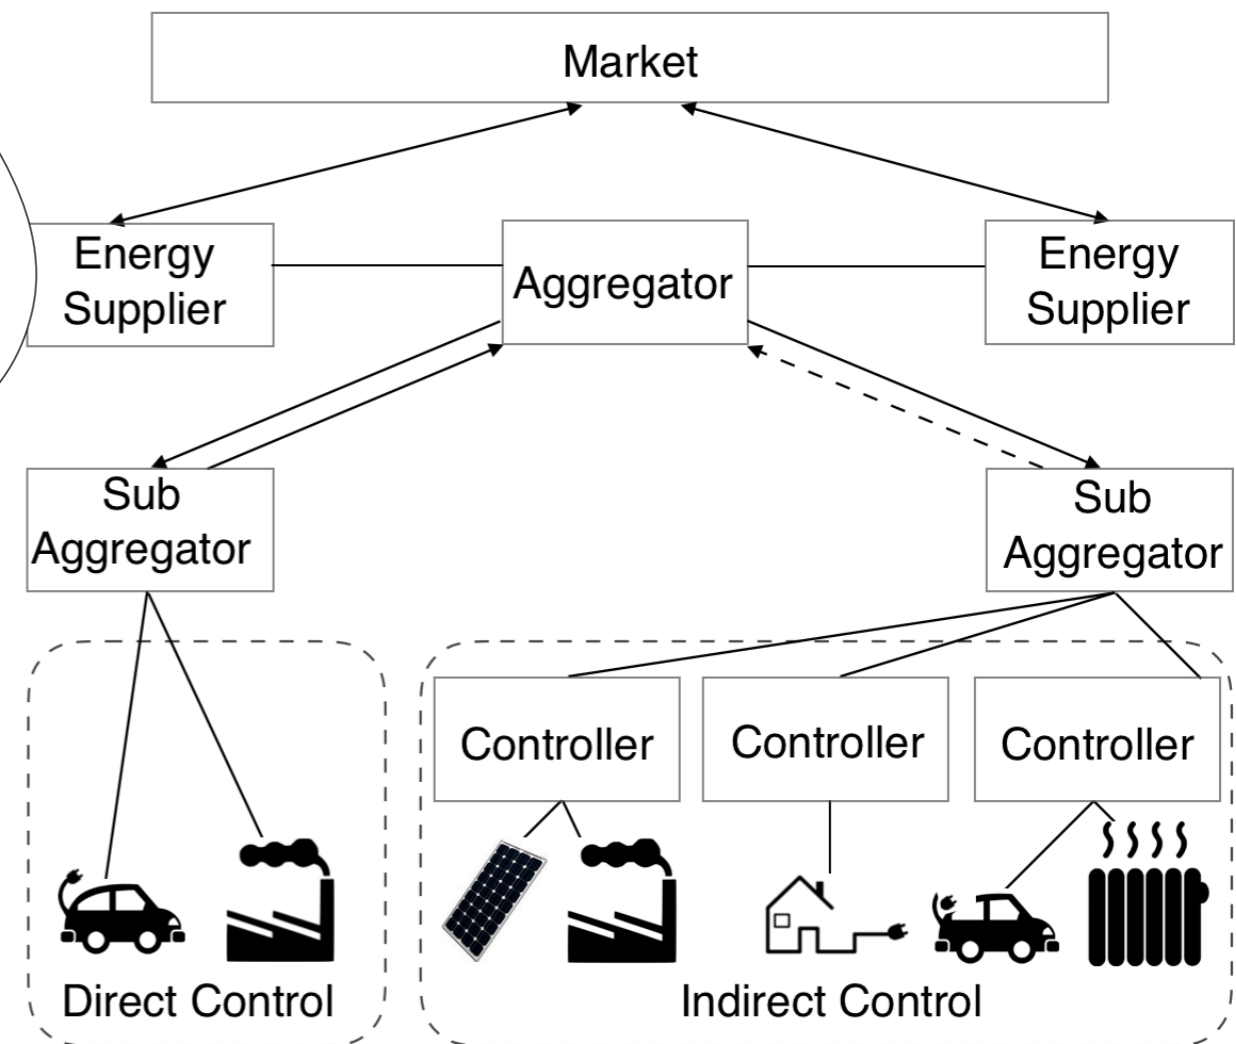 Market
Energy
Supplier
Aggregator
Energy
Supplier
Sub
Aggregator
Sub
Aggregator
Controller
Controller
Controller
Direct Control
Indirect Control